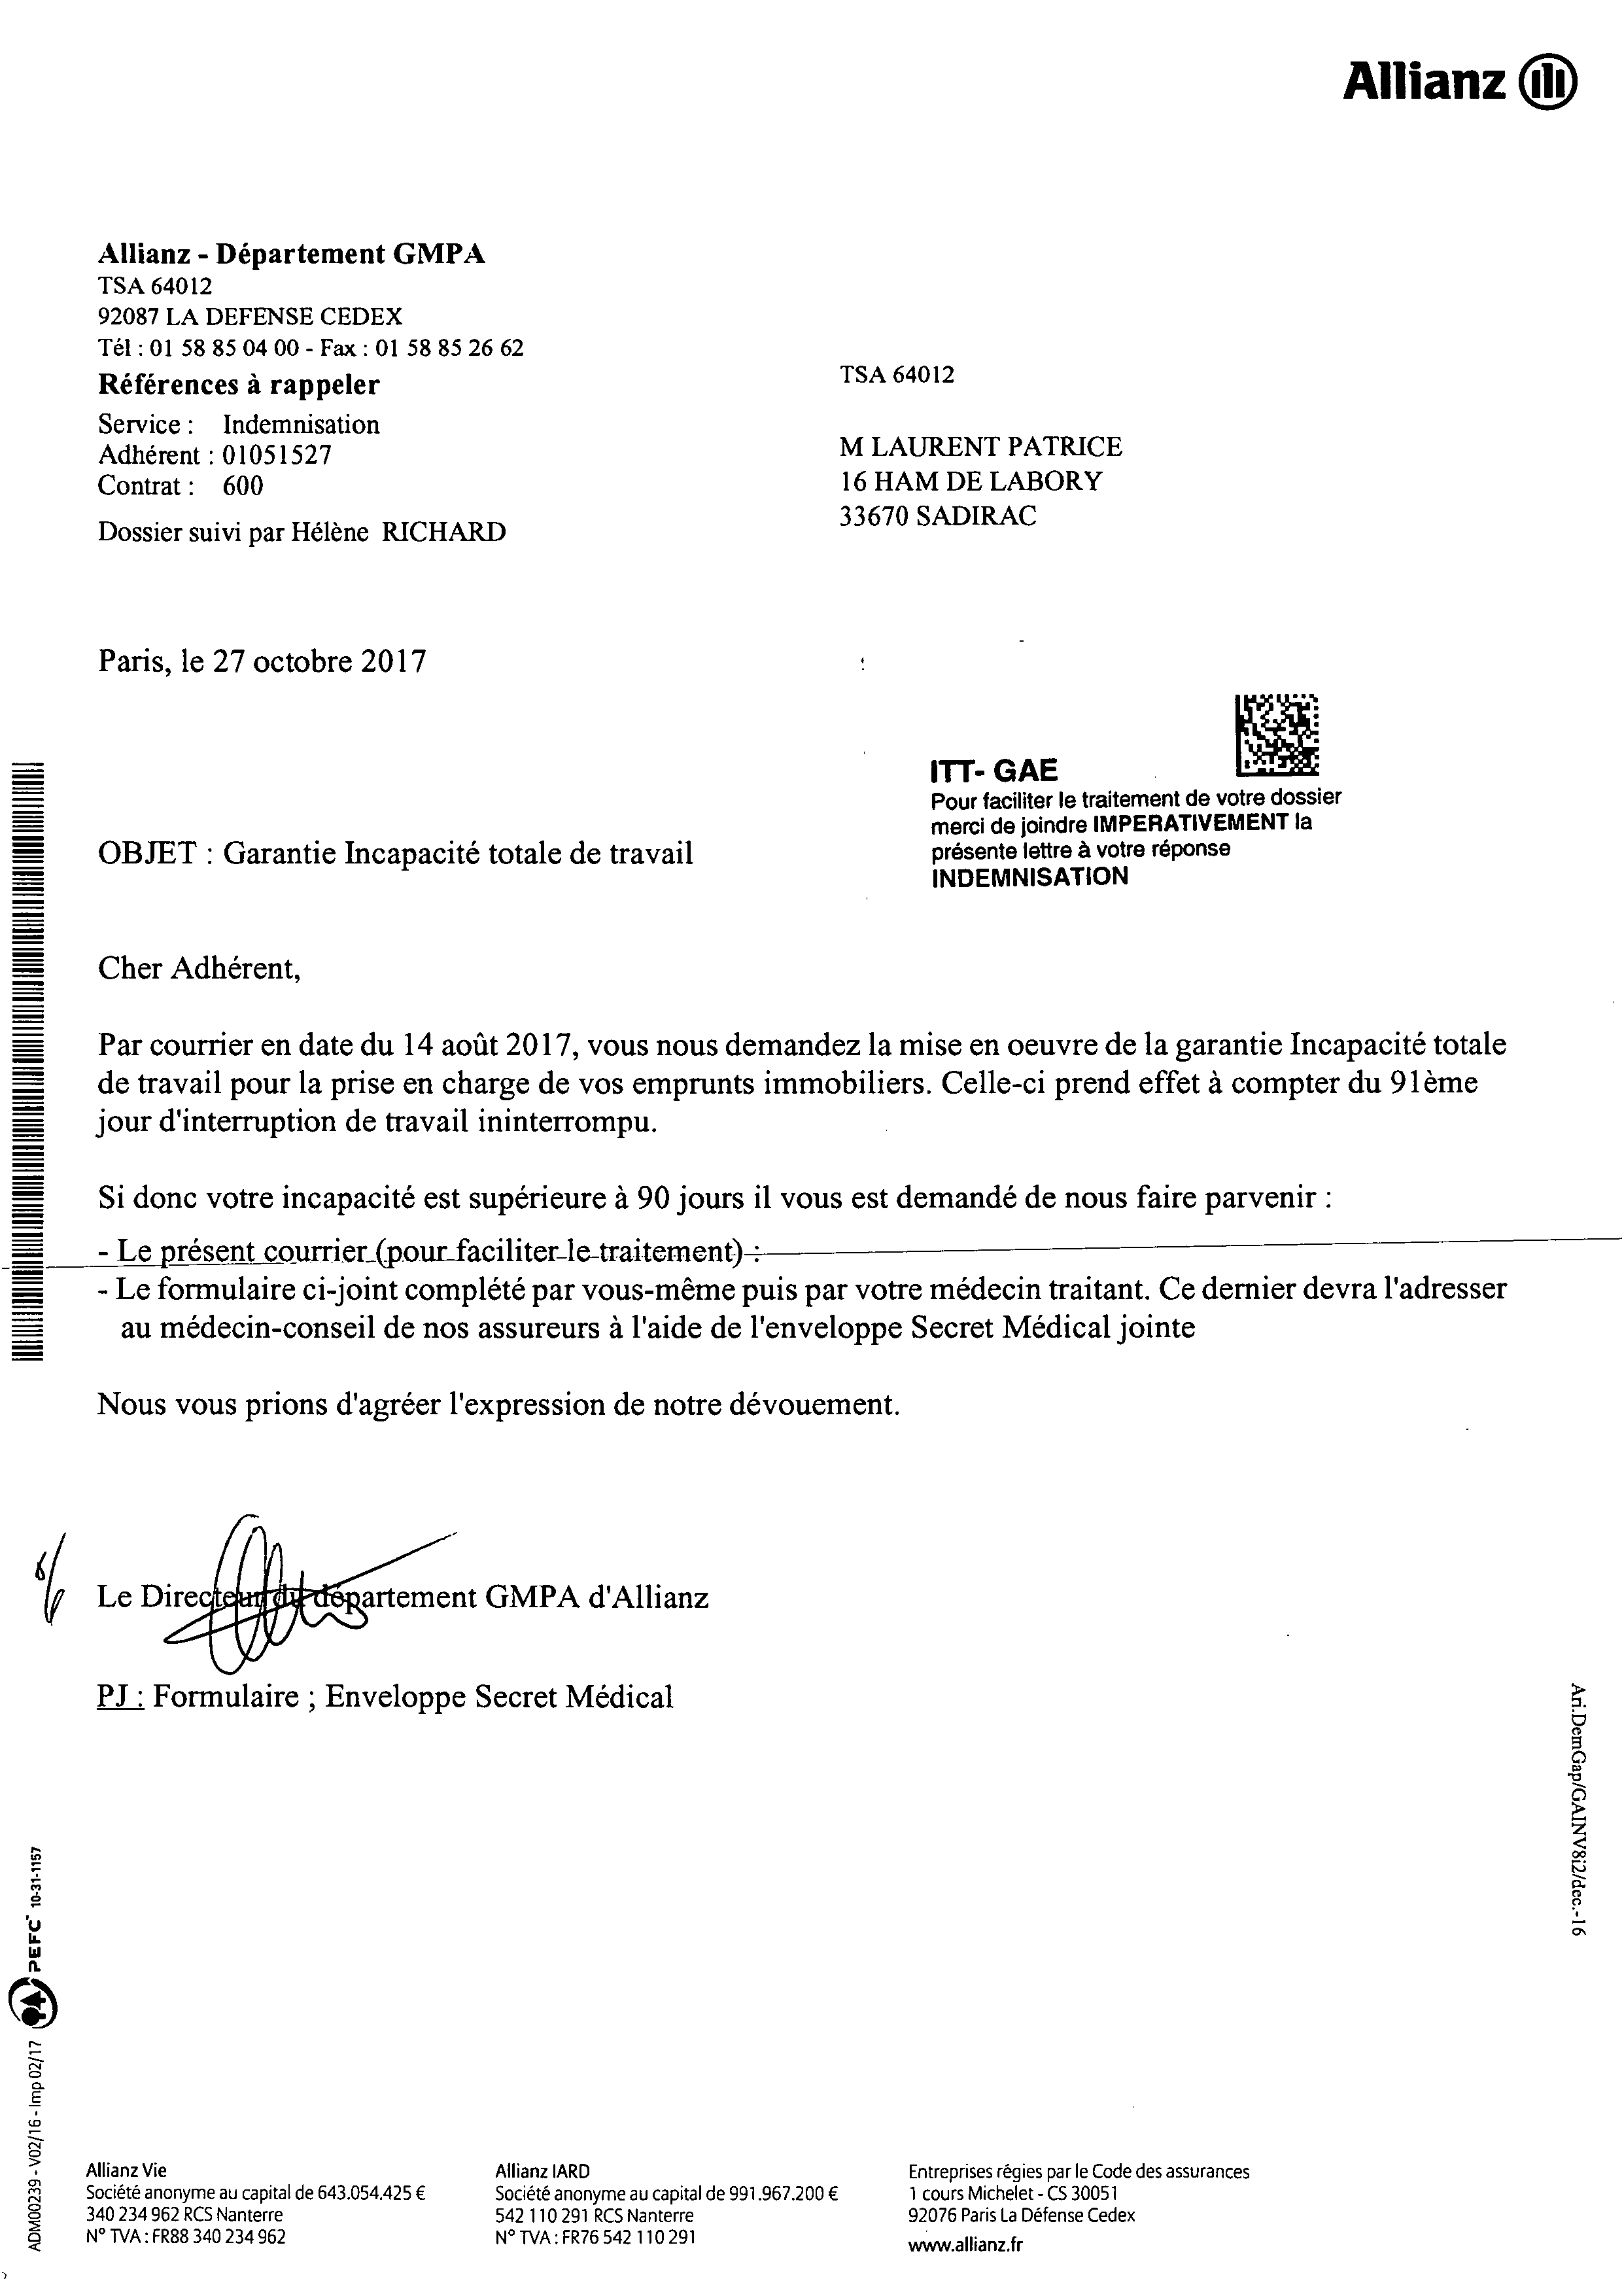 Allianz
Allianz - Département GMPA
TSA 64012
92087 LA DEFENSE CEDEX
Tél : 01 58 85 04 00 - Fax : 01 58 85 26 62
Références à rappeler
Service : Indemnisation
Adhérent : 01051527
Contrat : 600
Dossier suivi par Hélène RICHARD
TSA 64012
M LAURENT PATRICE
16 HAM DE LABORY
33670 SADIRAC
Paris, le 27 octobre 2017
ITT- GAE
Pour faciliter le traitement de votre dossier
merci de joindre IMPERATIVEMENT la
présente lettre à votre réponse
INDEMNISATION
OBJET : Garantie Incapacité totale de travail
Cher Adhérent,
Par courrier en date du 14 août 2017, vous nous demandez la mise en oeuvre de la garantie Incapacité totale
de travail pour la prise en charge de vos emprunts immobiliers. Celle-ci prend effet à compter du 91ème
jour d'interruption de travail ininterrompu.
Si donc votre incapacité est supérieure à 90 jours il vous est demandé de nous faire parvenir :
- Le présent courrier (pour faciliter le traitement) :
- Le formulaire ci-joint complété par vous-même puis par votre médecin traitant. Ce dernier devra l'adresser
au médecin-conseil de nos assureurs à l'aide de l'enveloppe Secret Médical jointe
Nous vous prions d'agréer l'expression de notre dévouement.
Le Directeur du département GMPA d'Allianz
PJ : Formulaire ; Enveloppe Secret Médical
Ari.DemGap/GAINV8i2/dec.-16
ADM00239 - V02/16 - Imp 02/17 PEFC 10-31-1157
Allianz Vie
Société anonyme au capital de 643.054.425 €
340 234 962 RCS Nanterre
N° TVA : FR88 340 234 962
Allianz IARD
Société anonyme au capital de 991.967.200 €
542 110 291 RCS Nanterre
N° TVA : FR76 542 110 291
Entreprises régies par le Code des assurances
1 cours Michelet - CS 30051
92076 Paris La Défense Cedex
www.allianz.fr